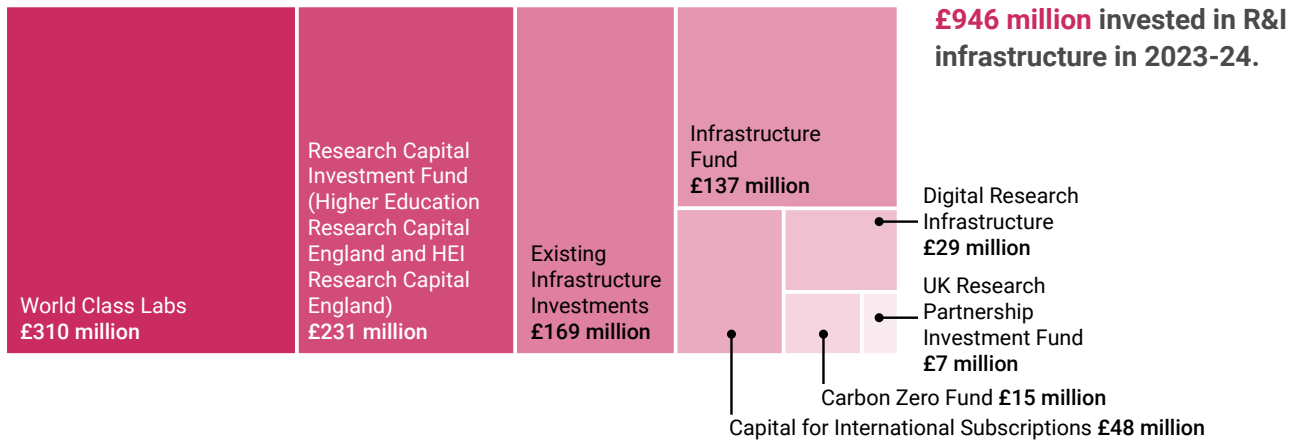 £946 million invested in R&I
infrastructure in 2023-24.
World Class Labs
£310 million
Research Capital
Investment Fund
(Higher Education
Research Capital
England and HEI
Research Capital
England)
£231 million
Existing
Infrastructure
Investments
£169 million
Infrastructure
Fund
£137 million
Digital Research
Infrastructure
£29 million
UK Research
Partnership
Investment Fund
£7 million
Carbon Zero Fund £15 million
Capital for International Subscriptions £48 million